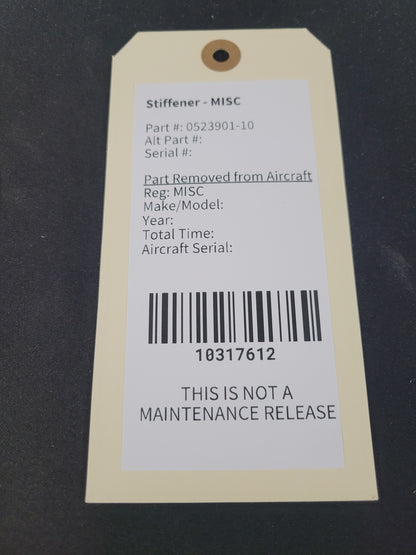 Stiffener - MISC
Part #: 0523901-10
Alt Part #:
Serial #:
Part Removed from Aircraft
Reg: MISC
Make/Model:
Year:
Total Time:
Aircraft Serial:
10317612
THIS IS NOT A
MAINTENANCE RELEASE